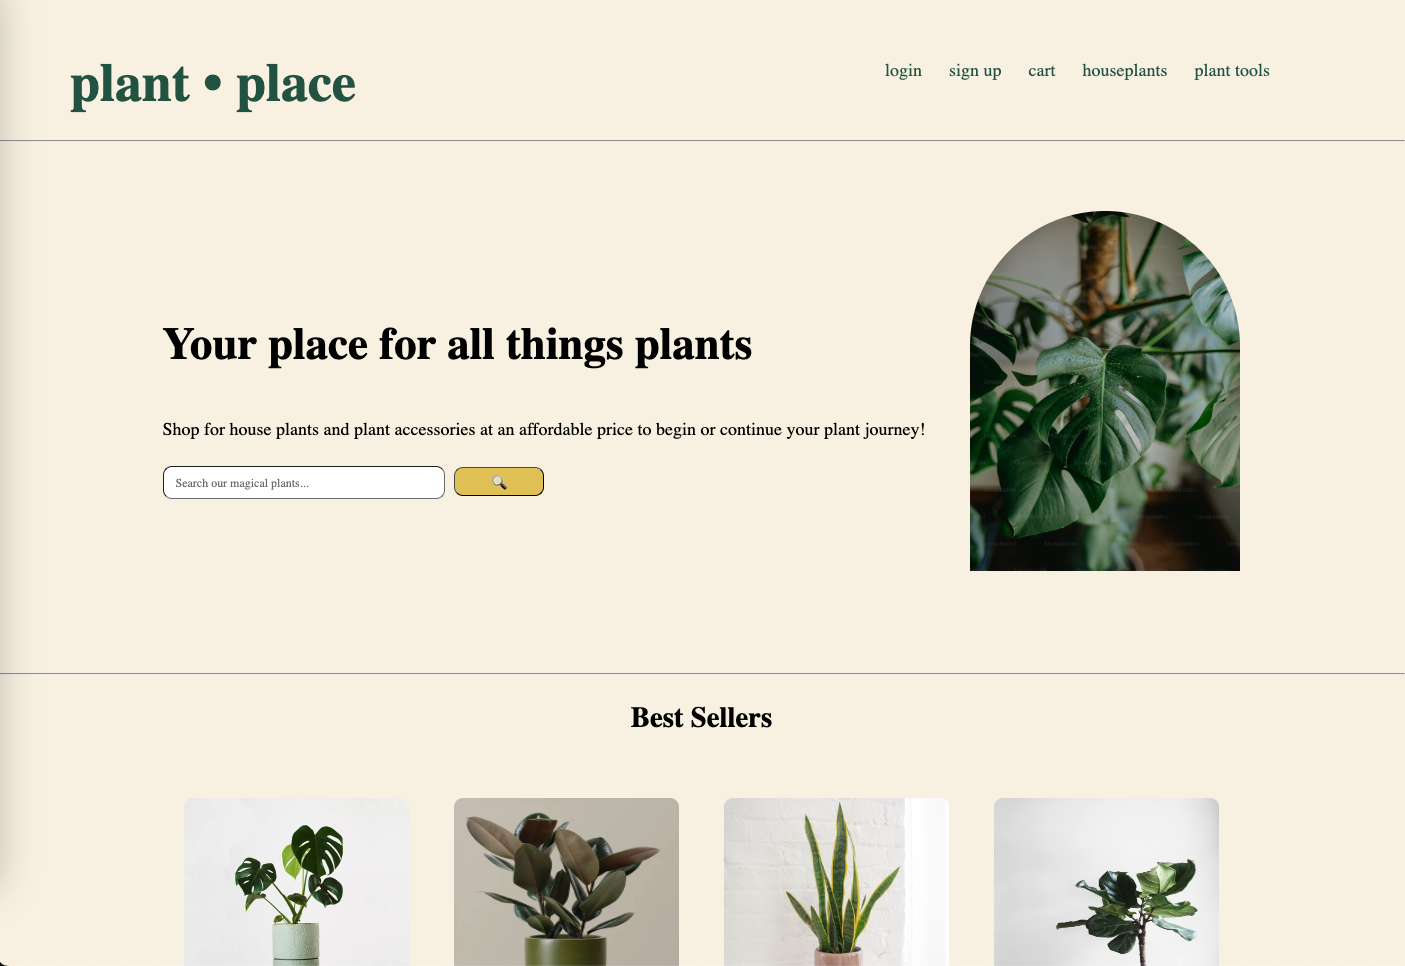 plant • place
login sign up cart houseplants plant tools
Your place for all things plants
Shop for house plants and plant accessories at an affordable price to begin or continue your plant journey!
Search our magical plants...
Best Sellers